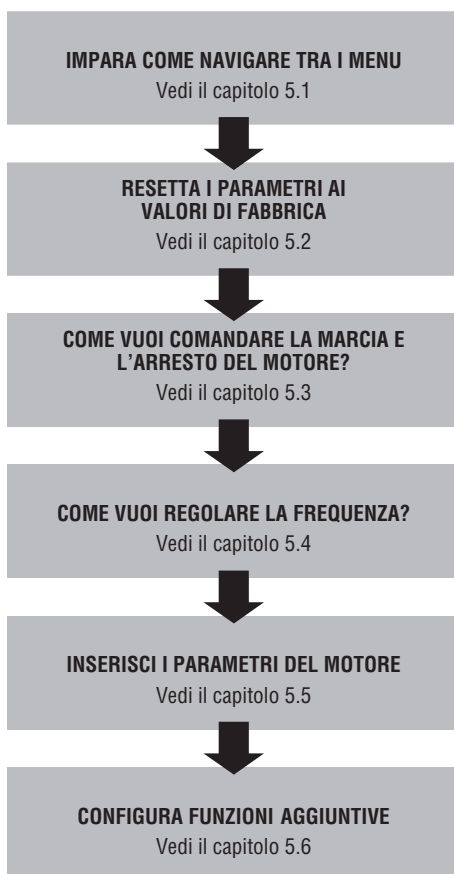 IMPARA COME NAVIGARE TRA I MENU
Vedi il capitolo 5.1
RESETTA I PARAMETRI AI
VALORI DI FABBRICA
Vedi il capitolo 5.2
COME VUOI COMANDARE LA MARCIA E
L'ARRESTO DEL MOTORE?
Vedi il capitolo 5.3
COME VUOI REGOLARE LA FREQUENZA?
Vedi il capitolo 5.4
INSERISCI I PARAMETRI DEL MOTORE
Vedi il capitolo 5.5
CONFIGURA FUNZIONI AGGIUNTIVE
Vedi il capitolo 5.6